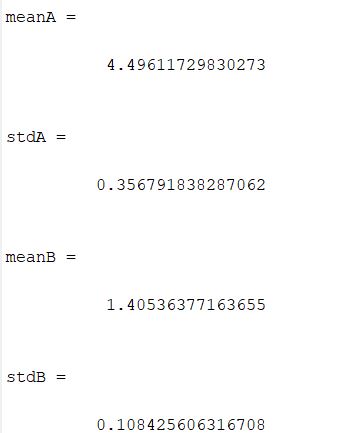 meanA =
4.49611729830273
stdA =
0.356791838287062
meanB =
1.40536377163655
stdB =
0.108425606316708